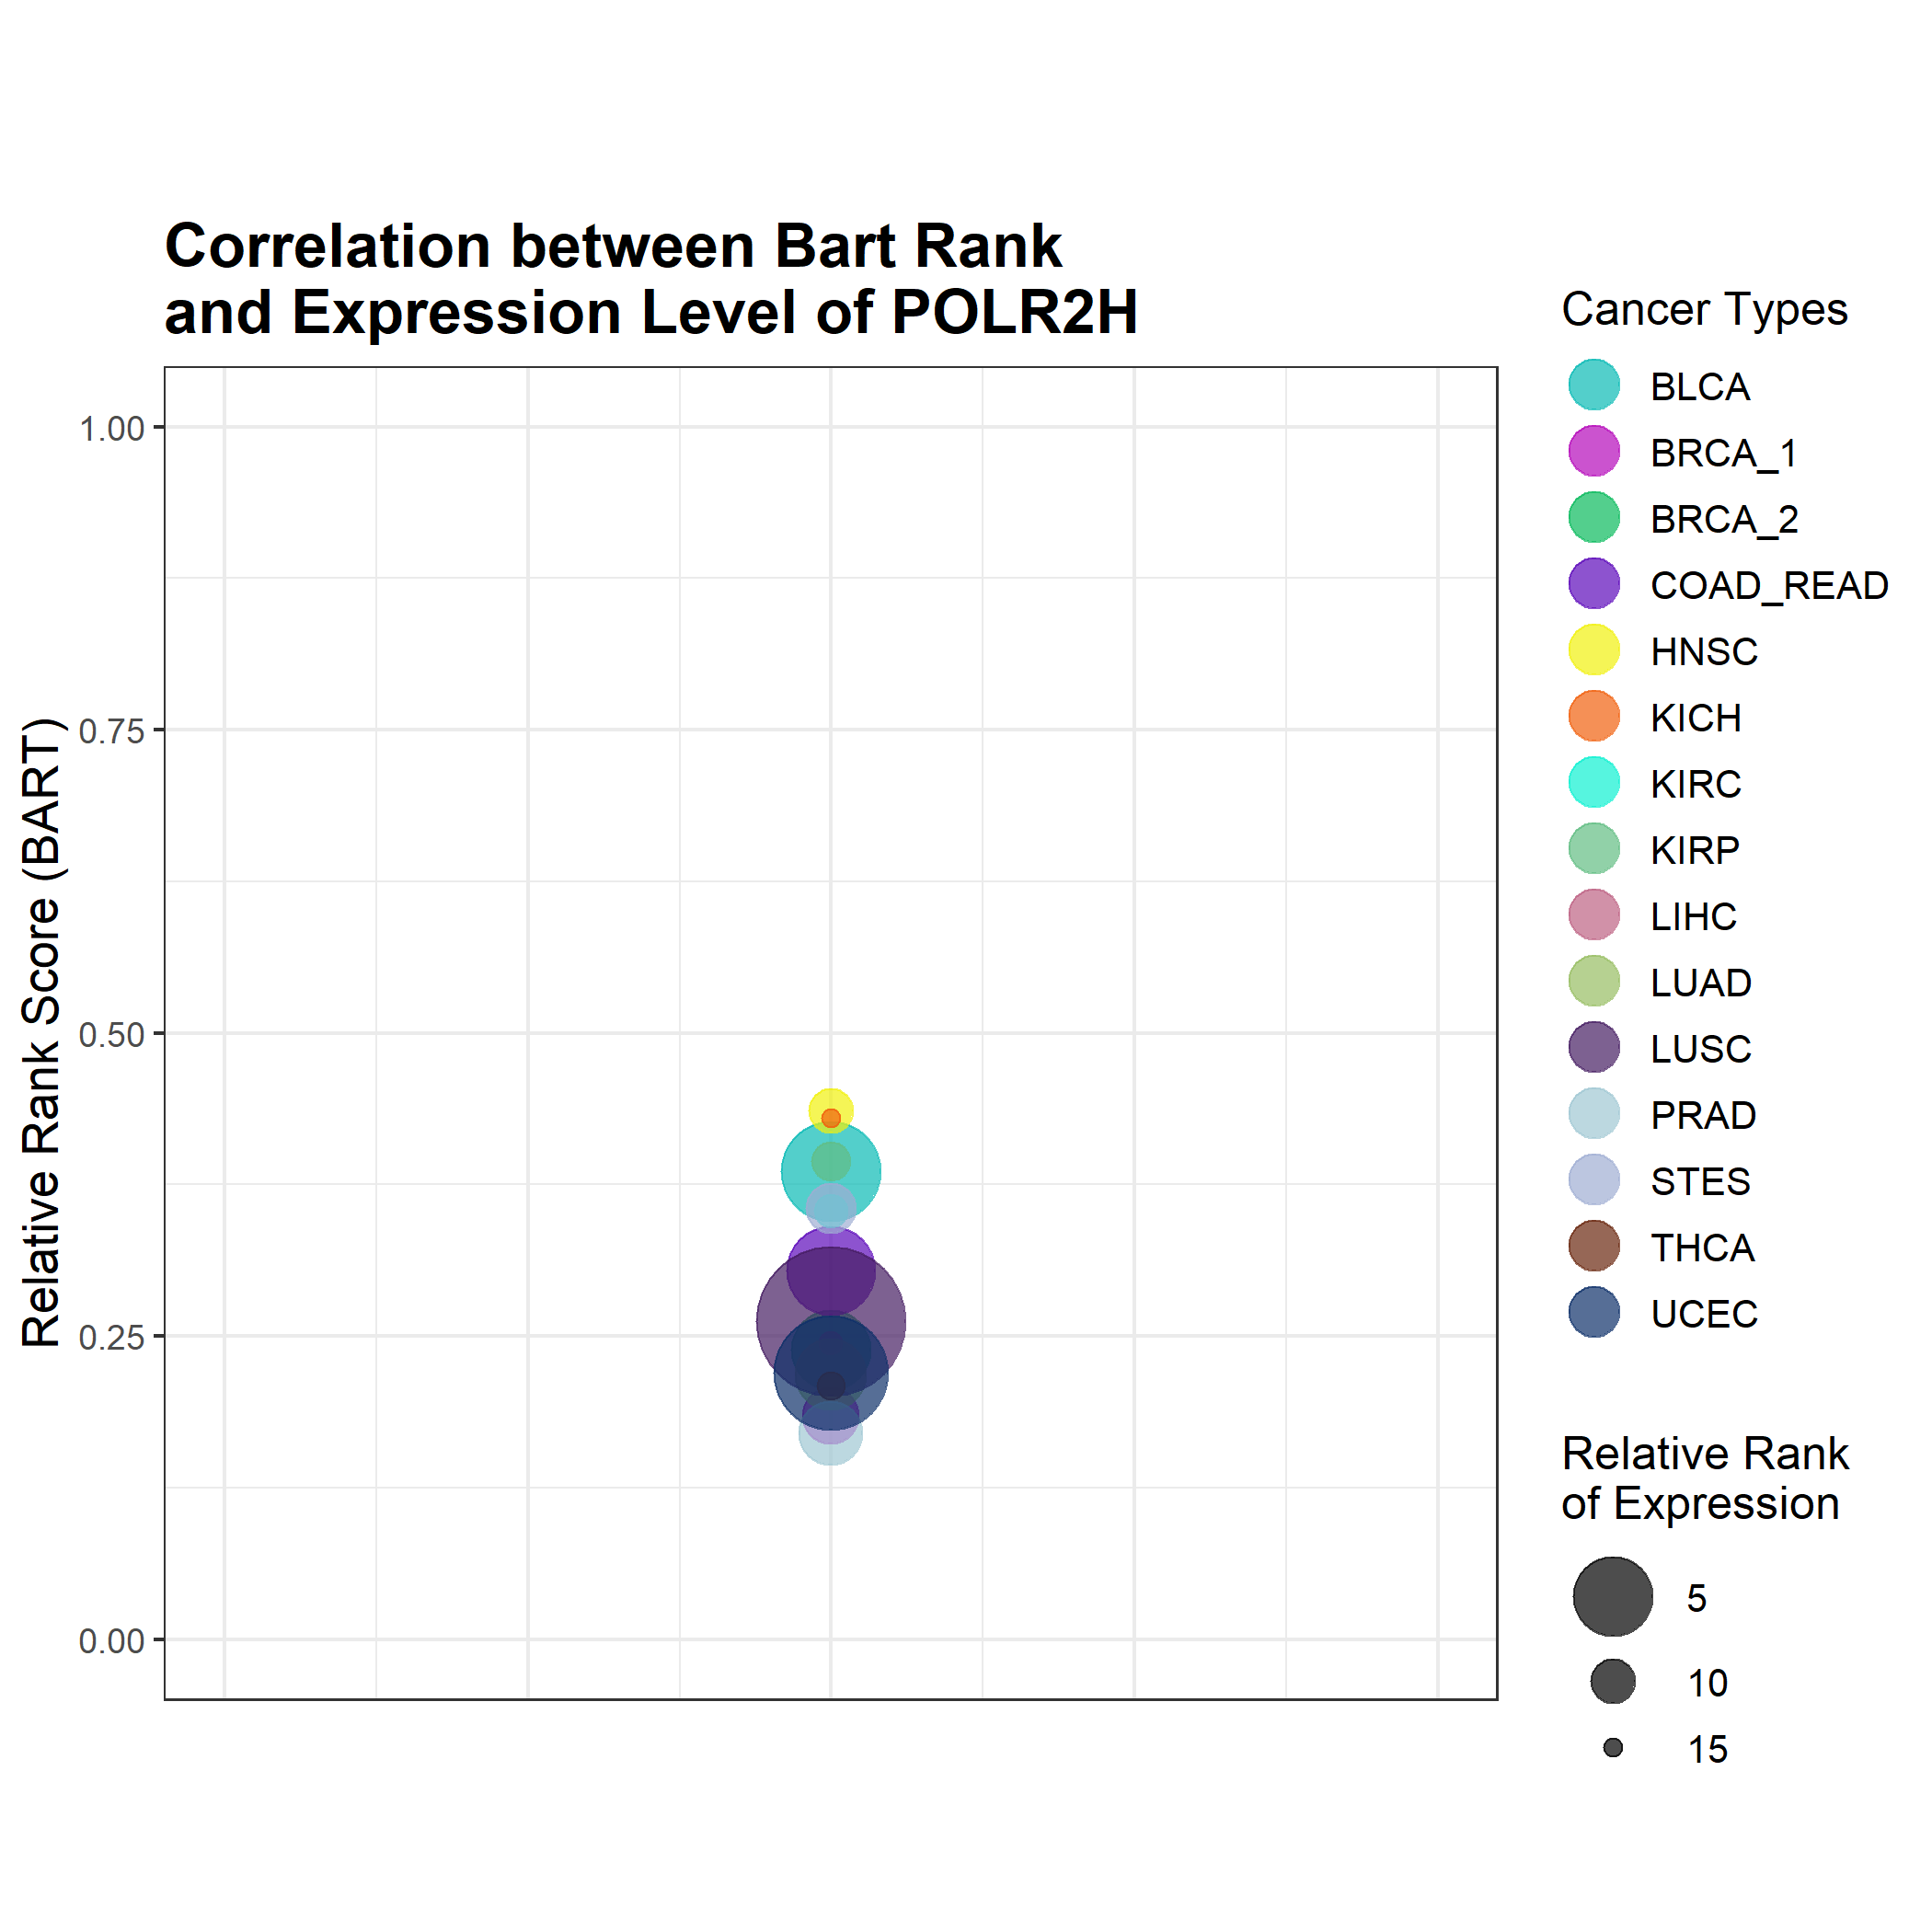 Correlation between Bart Rank
and Expression Level of POLR2H
Relative Rank Score (BART)
1.00
0.75
0.50
0.25
0.00
Cancer Types
BLCA
BRCA_1
BRCA_2
COAD_READ
HNSC
KICH
KIRC
KIRP
LIHC
LUAD
LUSC
PRAD
STES
THCA
UCEC
Relative Rank
of Expression
5
10
15